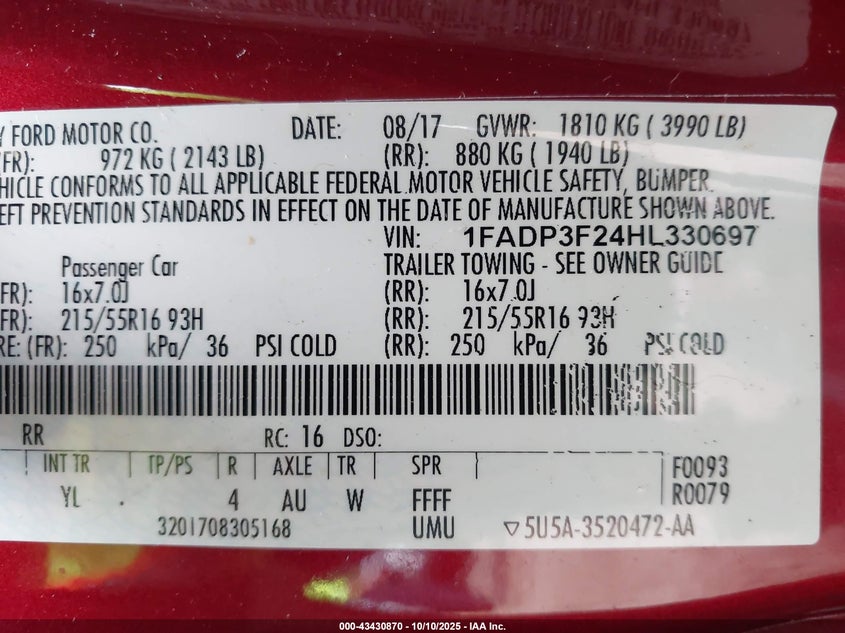 Y FORD MOTOR CO. DATE: 08/17 GVWR: 1810 KG ( 3990 LB)
(FR): 972 KG ( 2143 LB) (RR): 880 KG ( 1940 LB)
HICLE CONFORMS TO ALL APPLICABLE FEDERAL MOTOR VEHICLE SAFETY, BUMPER,
EFT PREVENTION STANDARDS IN EFFECT ON THE DATE OF MANUFACTURE SHOWN ABOVE.
VIN: 1FADP3F24HL330697
Passenger Car TRAILER TOWING - SEE OWNER GUIDE
FR): 16x7.0J (RR): 16x7.0J
FR): 215/55R16 93H (RR): 215/55R16 93H
RE: (FR): 250 kPa/ 36 PSI COLD (RR): 250 kPa/ 36 PSI COLD
RR RC: 16 DSO:
INT TR TP/PS R AXLE TR SPR F0093
YL . 4 AU W FFFF R0079
3201708305168 UMU ▽5U5A-3520472-AA
000-43430870 - 10/10/2025 - IAA Inc.